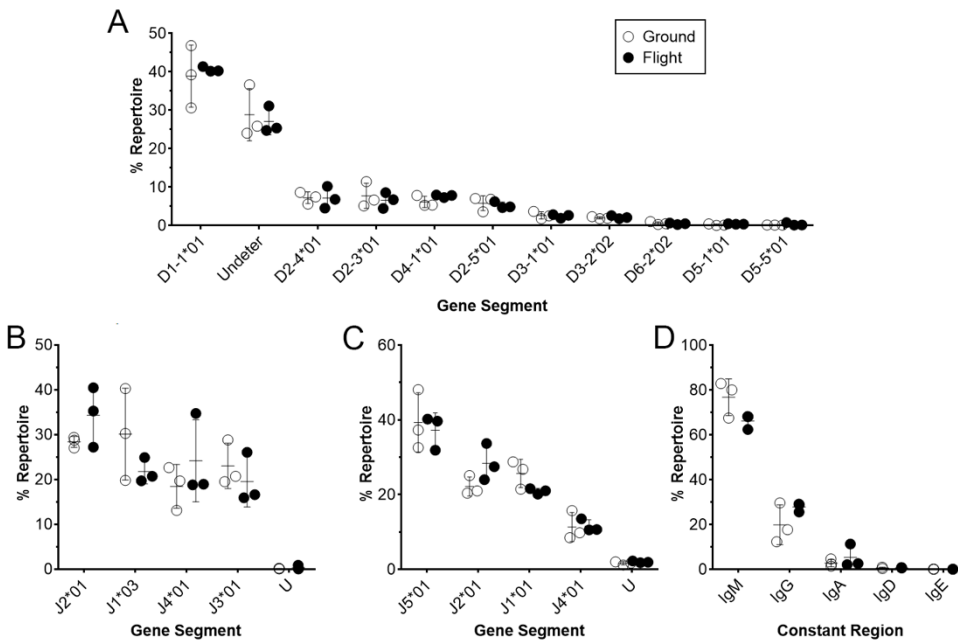 A
50
40
30
20
10
0
% Repertoire
Ground
Flight
D1-1*01
Undeter
D2-4*01
D2-3*01
D4-1*01
D2-5*01
D3-1*01
D3-2*02
D6-2*02
D5-1*01
D5-5*01
Gene Segment
B
50
40
30
20
10
0
% Repertoire
J2*01
J1*03
J4*01
J3*01
U
Gene Segment
C
60
40
20
0
% Repertoire
J5*01
J2*01
J1*01
J4*01
U
Gene Segment
D
100
80
60
40
20
0
% Repertoire
IgM
IgG
IgA
IgD
IgE
Constant Region